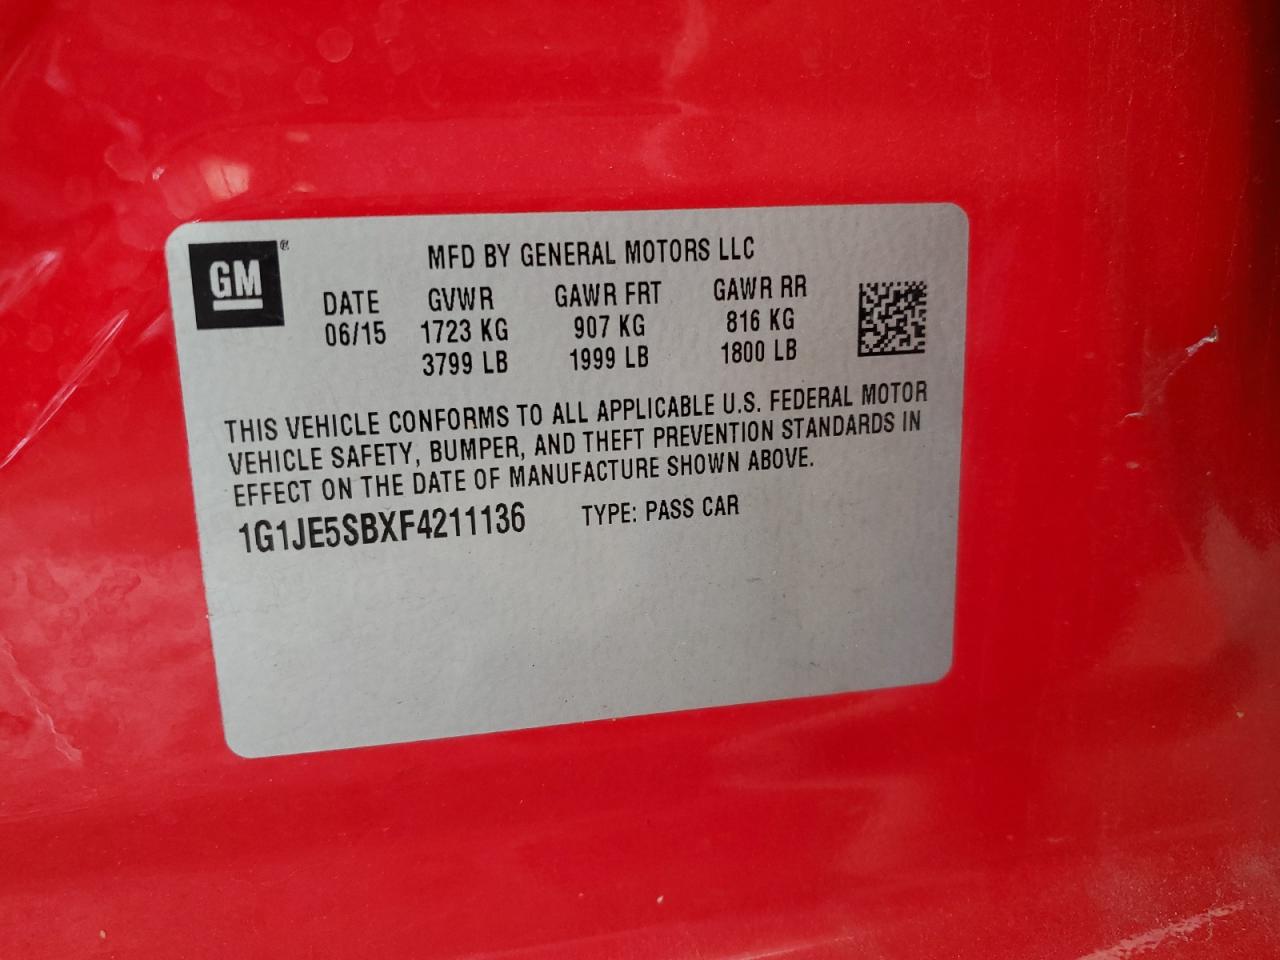 GM®
MFD BY GENERAL MOTORS LLC
DATE GVWR GAWR FRT GAWR RR
06/15 1723 KG 907 KG 816 KG
3799 LB 1999 LB 1800 LB
THIS VEHICLE CONFORMS TO ALL APPLICABLE U.S. FEDERAL MOTOR
VEHICLE SAFETY, BUMPER, AND THEFT PREVENTION STANDARDS IN
EFFECT ON THE DATE OF MANUFACTURE SHOWN ABOVE.
1G1JE5SBXF4211136 TYPE: PASS CAR